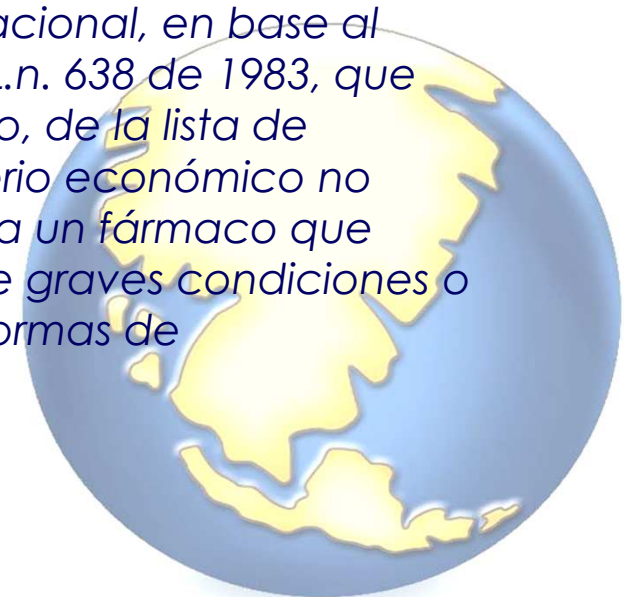 acional, en base al
.n. 638 de 1983, que
o, de la lista de
erio económico no
a un fármaco que
e graves condiciones o
ormas de